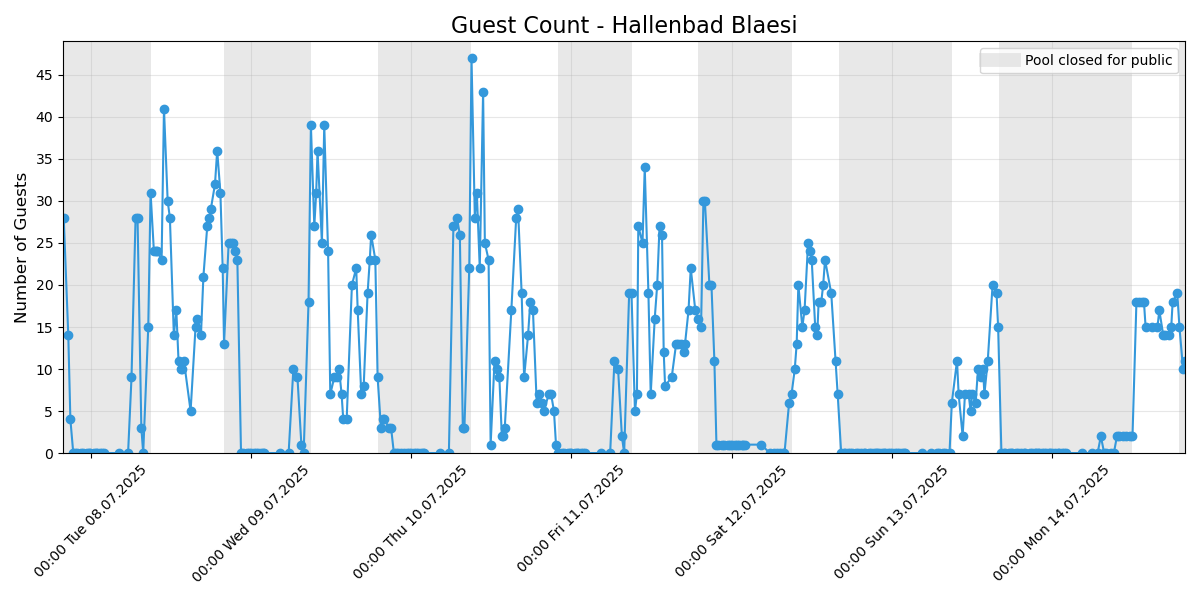 Guest Count - Hallenbad Blaesi
Pool closed for public
Number of Guests
45
40
35
30
25
20
15
10
5
0
00:00 Tue 08.07.2025
00:00 Wed 09.07.2025
00:00 Thu 10.07.2025
00:00 Fri 11.07.2025
00:00 Sat 12.07.2025
00:00 Sun 13.07.2025
00:00 Mon 14.07.2025